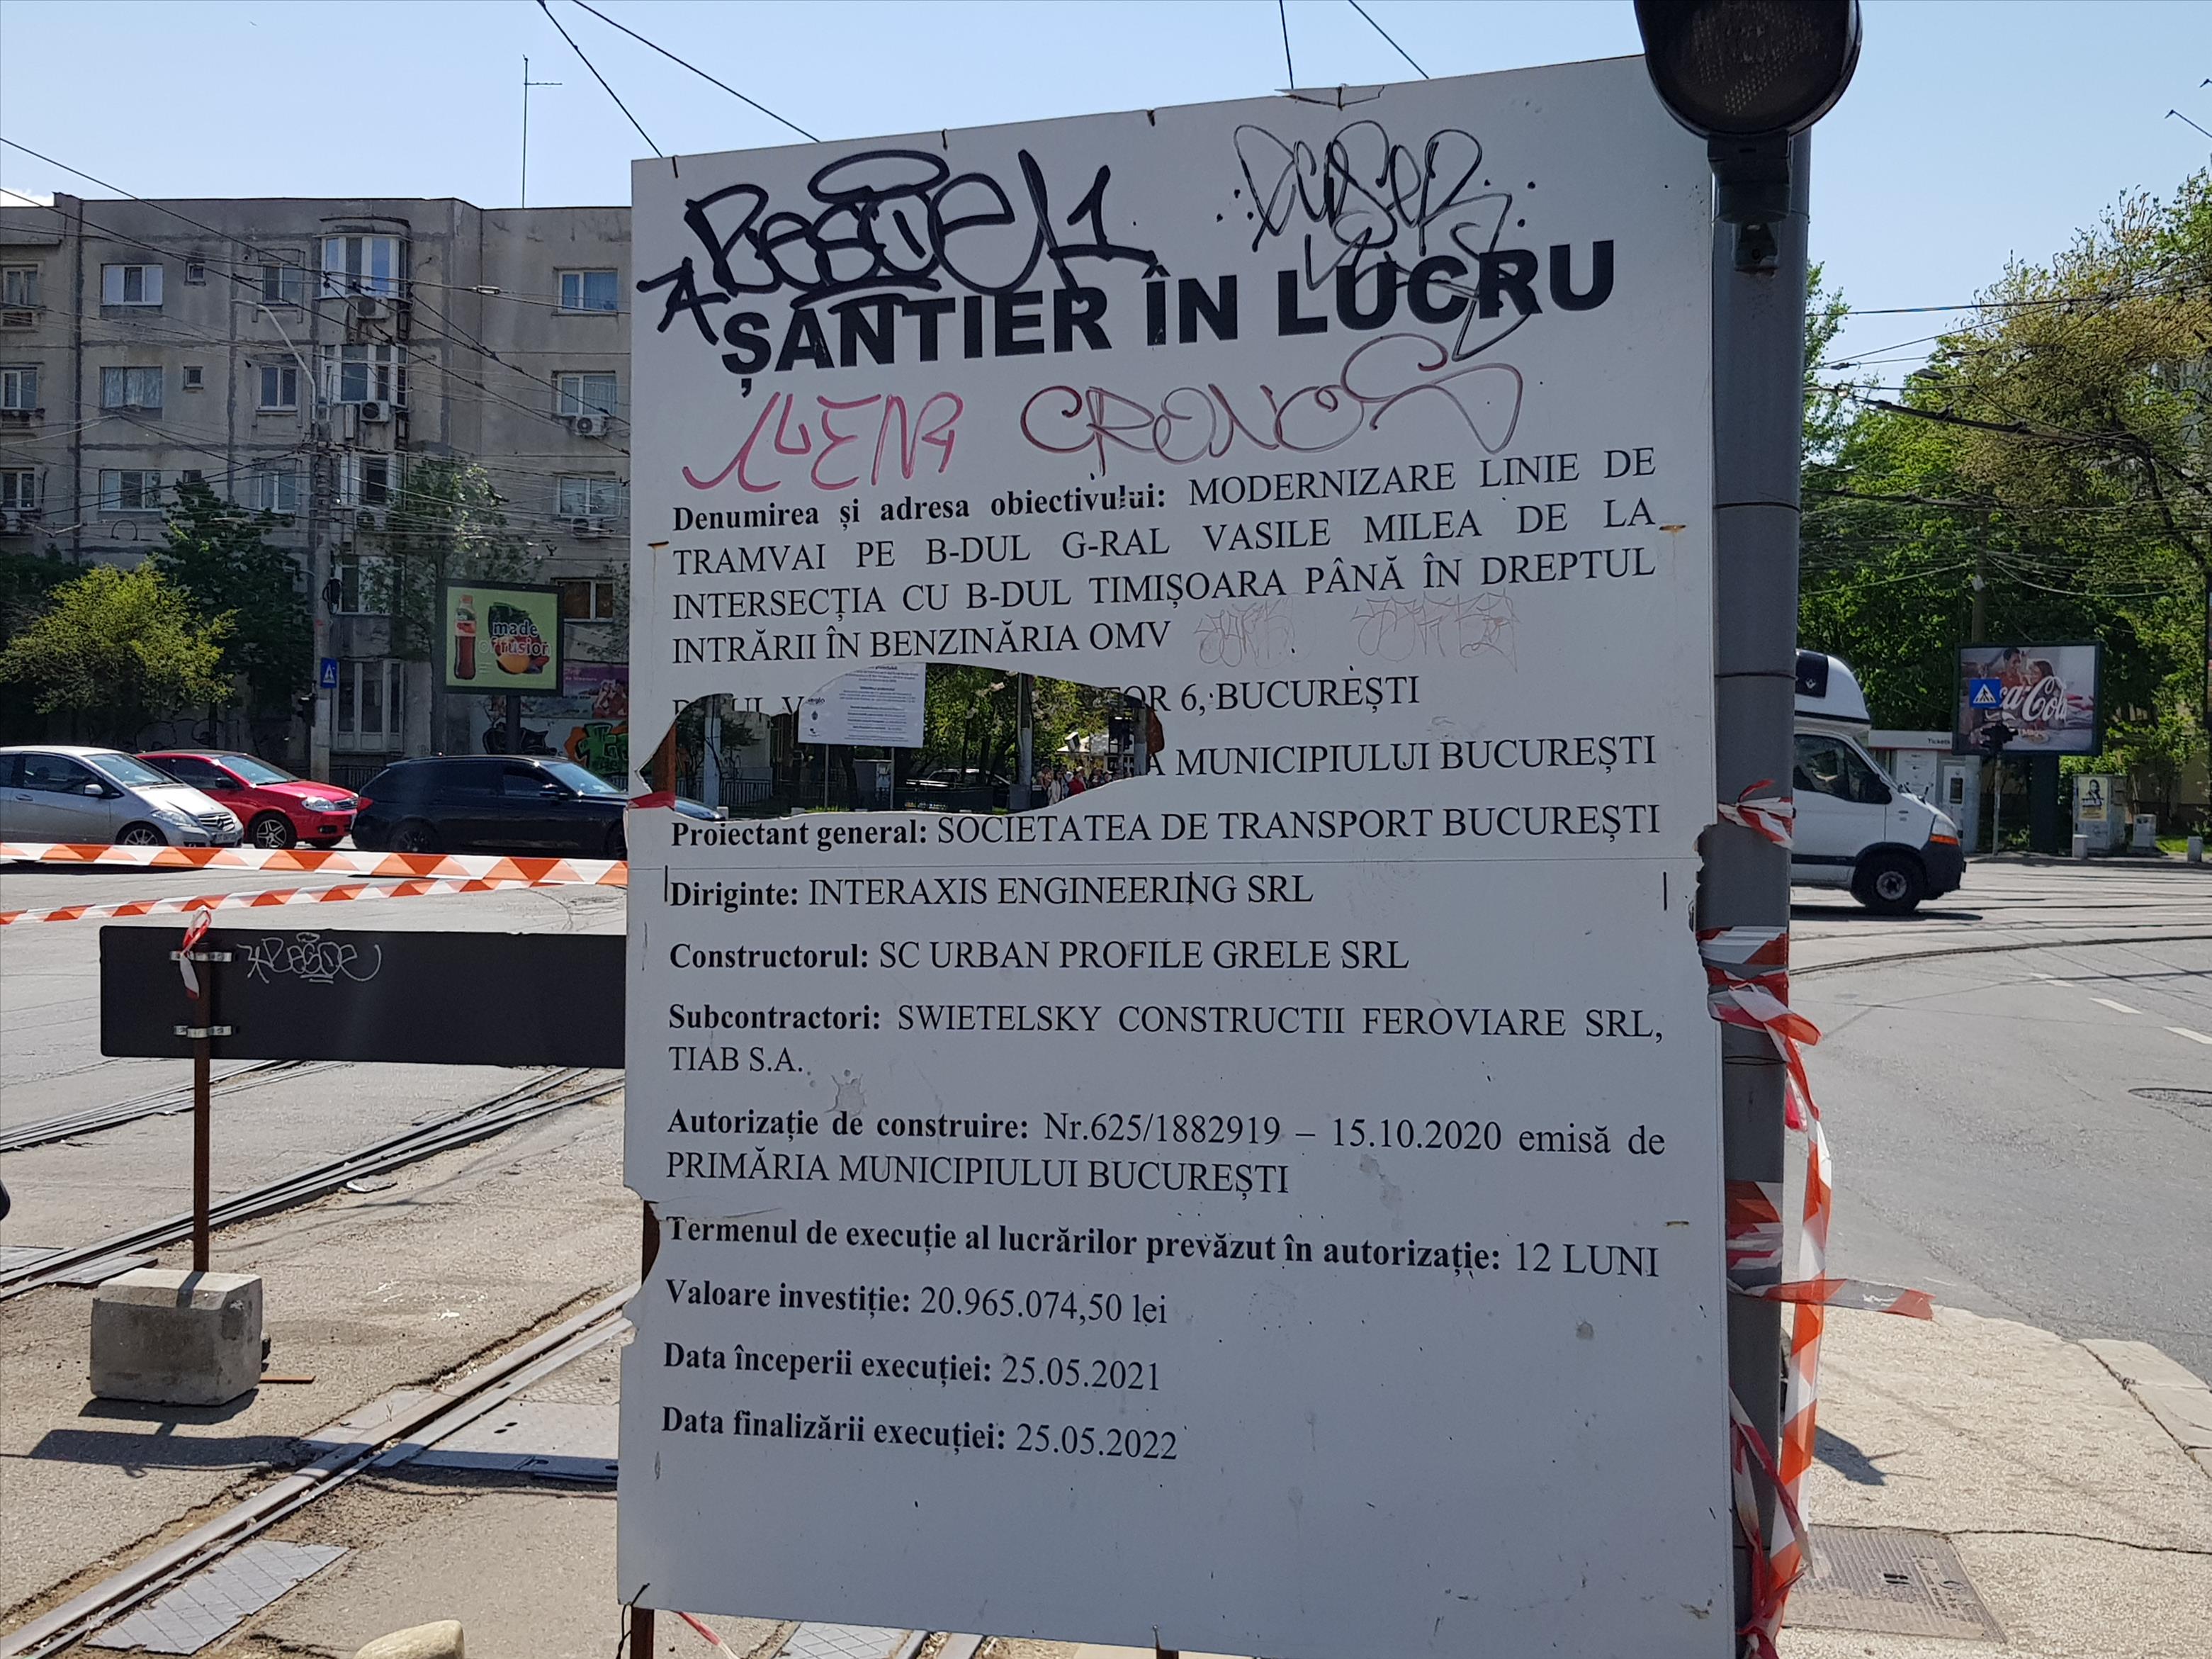 ȘANTIER ÎN LUCRU
CRONOS
Denumirea și adresa obiectivului: MODERNIZARE LINIE DE
TRAMVAI PE B-DUL G-RAL VASILE MILEA DE LA
INTERSECȚIA CU B-DUL TIMIȘOARA PÂNĂ ÎN DREPTUL
INTRĂRII ÎN BENZINĂRIA OMV
6, BUCUREȘTI
MUNICIPIULUI BUCUREȘTI
Proiectant general: SOCIETATEA DE TRANSPORT BUCUREȘTI
Diriginte: INTERAXIS ENGINEERING SRL
Constructorul: SC URBAN PROFILE GRELE SRL
Subcontractori: SWIETELSKY CONSTRUCTII FEROVIARE SRL,
TIAB S.A.
Autorizație de construire: Nr.625/1882919 – 15.10.2020 emisă de
PRIMĂRIA MUNICIPIULUI BUCUREȘTI
Termenul de execuție al lucrărilor prevăzut în autorizație: 12 LUNI
Valoare investiție: 20.965.074,50 lei
Data începerii execuției: 25.05.2021
Data finalizării execuției: 25.05.2022
made
of fusion